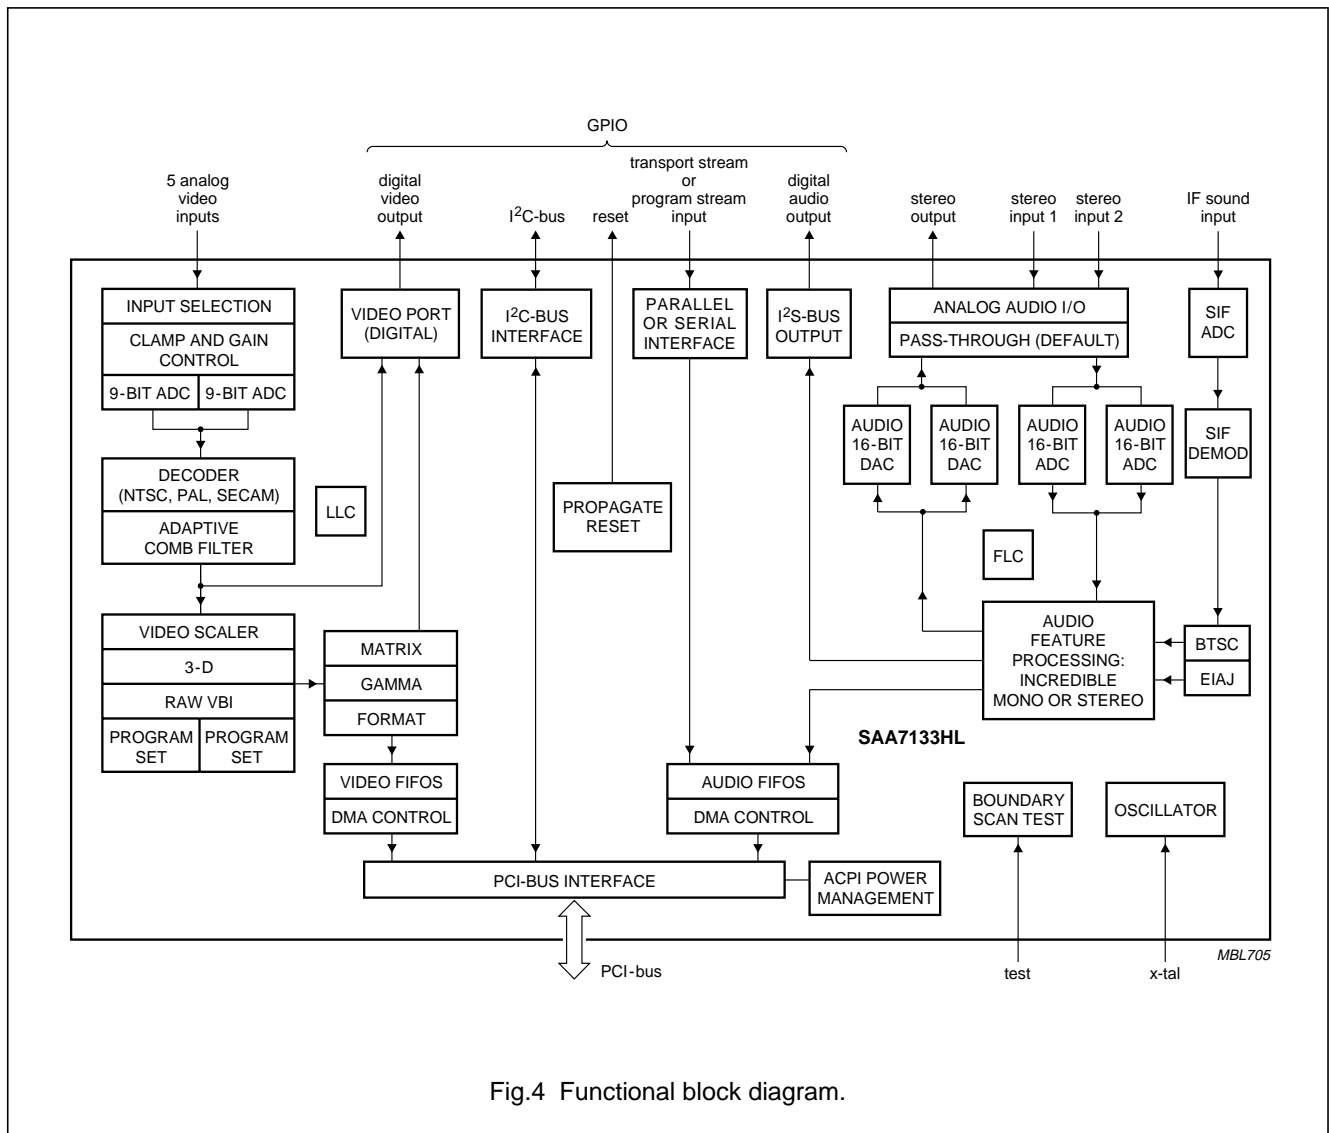 GPIO
5 analog
video
inputs
digital
video
output
I2C-bus
reset
transport stream
or
program stream
input
digital
audio
output
stereo
output
stereo
input 1
stereo
input 2
IF sound
input
INPUT SELECTION
CLAMP AND GAIN
CONTROL
9-BIT ADC
9-BIT ADC
VIDEO PORT
(DIGITAL)
I2C-BUS
INTERFACE
PARALLEL
OR SERIAL
INTERFACE
I2S-BUS
OUTPUT
ANALOG AUDIO I/O
PASS-THROUGH (DEFAULT)
SIF
ADC
AUDIO
16-BIT
DAC
AUDIO
16-BIT
DAC
AUDIO
16-BIT
ADC
AUDIO
16-BIT
ADC
SIF
DEMOD
DECODER
(NTSC, PAL, SECAM)
ADAPTIVE
COMB FILTER
LLC
PROPAGATE
RESET
FLC
VIDEO SCALER
3-D
RAW VBI
PROGRAM
SET
PROGRAM
SET
MATRIX
GAMMA
FORMAT
AUDIO
FEATURE
PROCESSING:
INCREDIBLE
MONO OR STEREO
BTSC
EIAJ
SAA7133HL
VIDEO FIFOS
DMA CONTROL
AUDIO FIFOS
DMA CONTROL
BOUNDARY
SCAN TEST
OSCILLATOR
PCI-BUS INTERFACE
ACPI POWER
MANAGEMENT
PCI-bus
test
x-tal
MBL705
Fig.4 Functional block diagram.